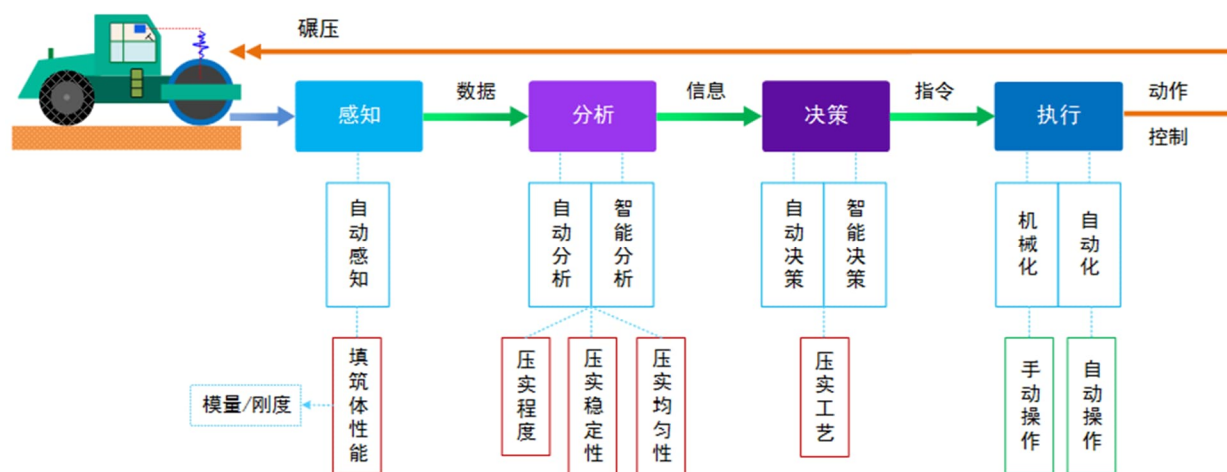 碾压
感知
数据
分析
信息
决策
指令
执行
动作
控制
自动感知
自动分析
智能分析
自动决策
智能决策
机械化
自动化
模量/刚度
填筑体性能
压实程度
压实稳定性
压实均匀性
压实工艺
手动操作
自动操作